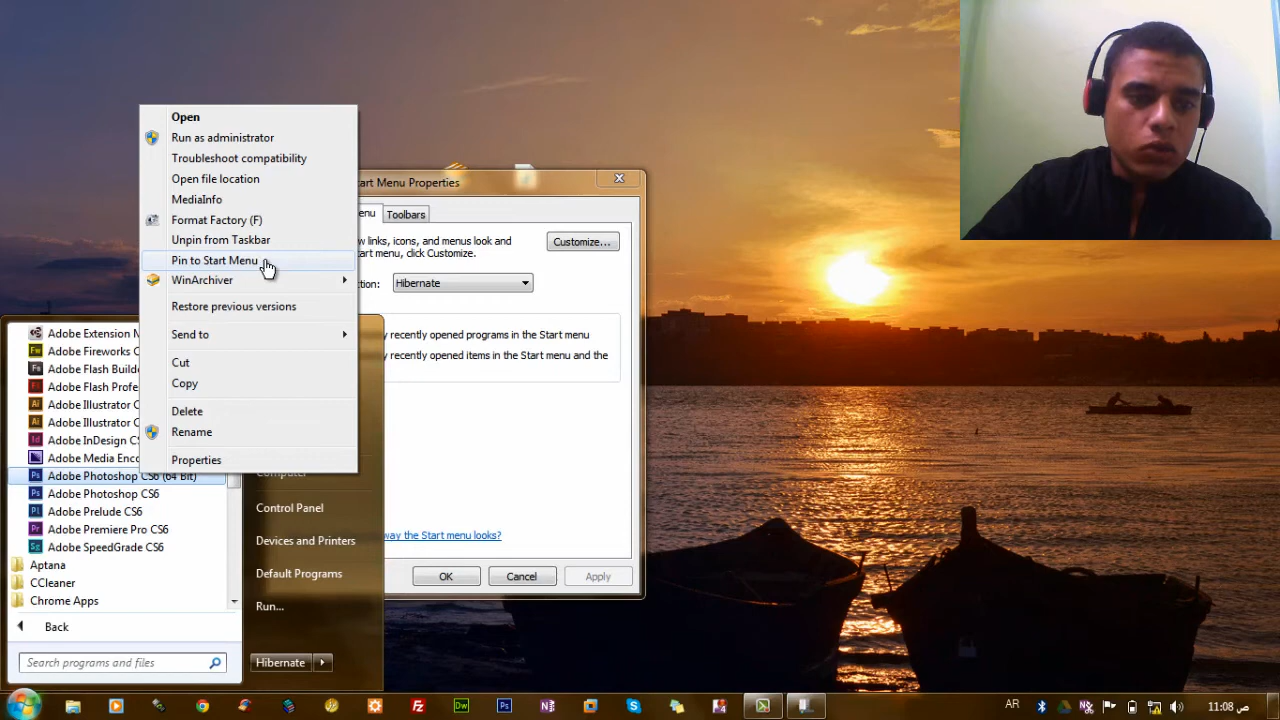 Open
Run as administrator
Troubleshoot compatibility
Open file location
MediaInfo
Format Factory (F)
Unpin from Taskbar
Pin to Start Menu
WinArchiver
Restore previous versions
Send to
Cut
Copy
Delete
Rename
Properties
art Menu Properties
enu Toolbars
links, icons, and menus look and
art menu, click Customize.
Customize...
tion: Hibernate
y recently opened programs in the Start menu
y recently opened items in the Start menu and the
way the Start menu looks?
OK Cancel Apply
Adobe Extension
Adobe Fireworks C
Adobe Flash Builde
Adobe Flash Profe
Adobe Illustrator C
Adobe Illustrator C
Adobe InDesign CS
Adobe Media Enco
Adobe Photoshop CS6 (64 Bit)
Adobe Photoshop CS6
Adobe Prelude CS6
Adobe Premiere Pro CS6
Adobe SpeedGrade CS6
Aptana
CCleaner
Chrome Apps
Back
Search programs and files
Computer
Control Panel
Devices and Printers
Default Programs
Run...
Hibernate
AR
11:08 ص